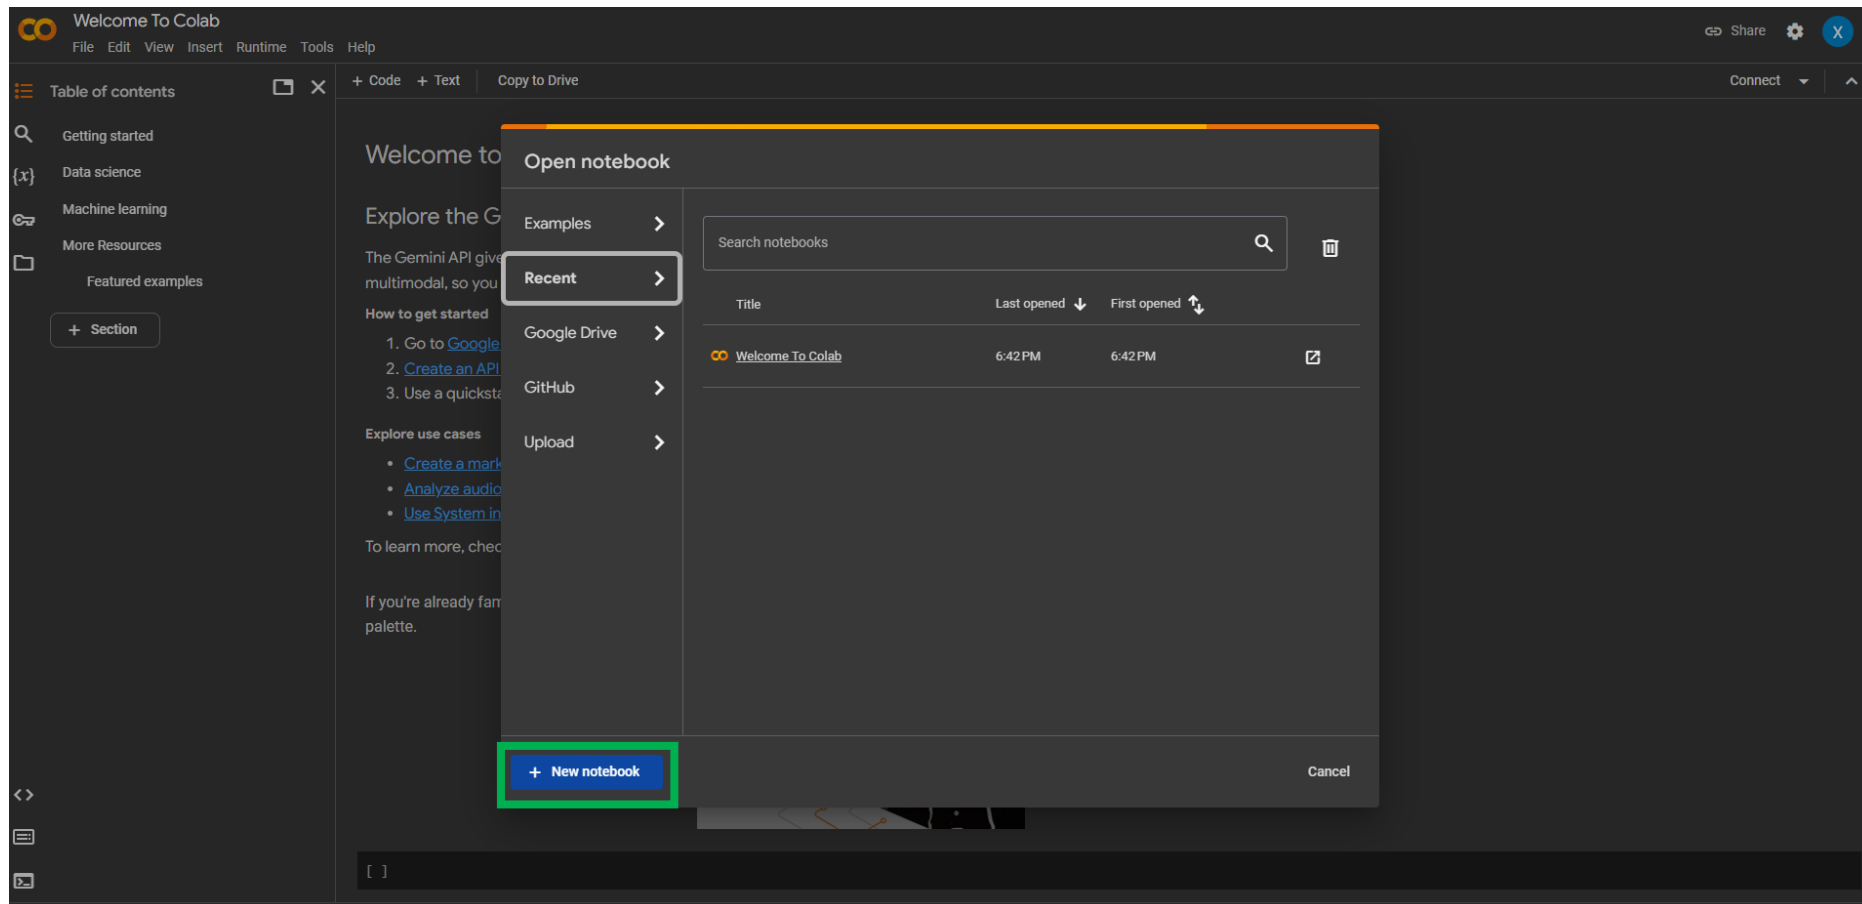 Welcome To Colab
File Edit View Insert Runtime Tools Help
Share
X
Table of contents
+ Code + Text Copy to Drive
Connect
Getting started
Data science
{x}
Machine learning
More Resources
Featured examples
+ Section
Welcome to
Explore the G
The Gemini API give
multimodal, so you
How to get started
1. Go to Google
2. Create an API
3. Use a quicksta
Explore use cases
• Create a mark
• Analyze audio
• Use System in
To learn more, chec
If you're already fam
palette.
[ ]
Open notebook
Examples
Recent
Google Drive
GitHub
Upload
Search notebooks
Title Last opened First opened
Welcome To Colab 6:42 PM 6:42 PM
+ New notebook
Cancel